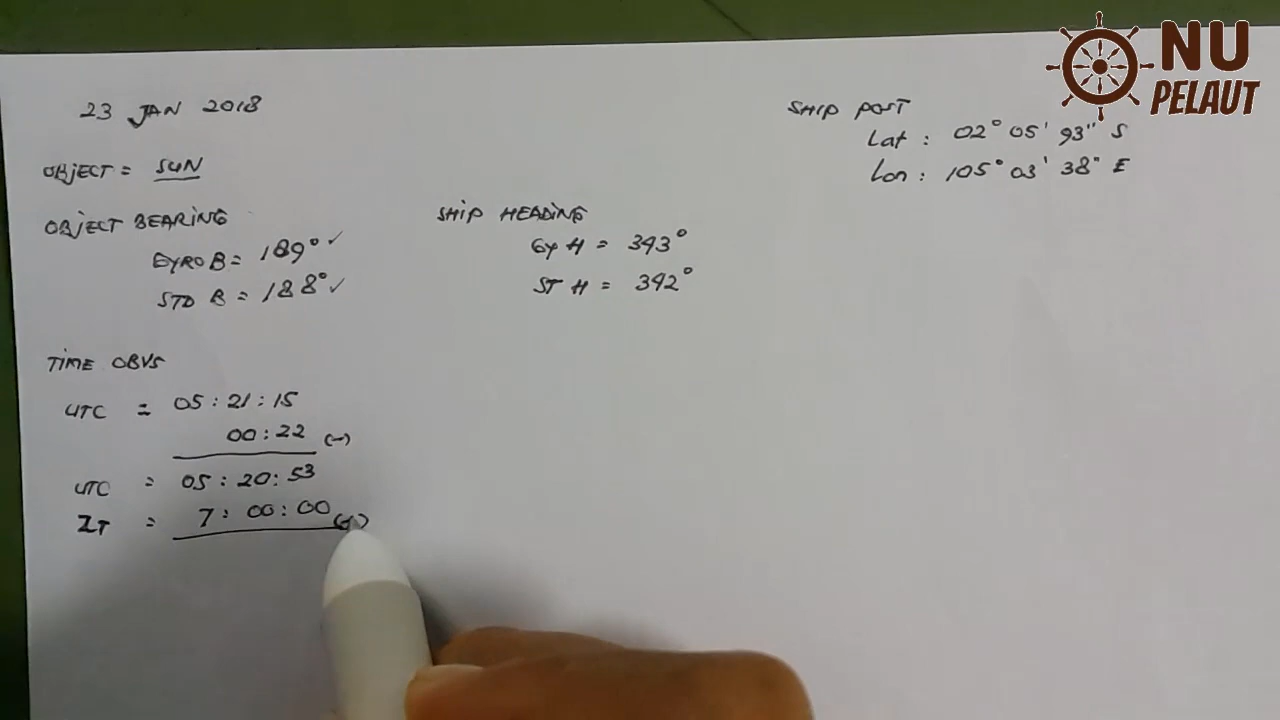 NU
PELAUT
23 JAN 2018
SHIP POST
Lat : 02° 05' 93" S
Lon : 105° 03' 38" E
OBJECT = SUN
OBJECT BEARING
GYRO B = 189° ✓
STD B = 188° ✓
SHIP HEADING
GY H = 343°
ST H = 342°
TIME OBVS
UTC = 05 : 21 : 15
00 : 22 (-)
UTC = 05 : 20 : 53
ZT = 7 : 00 : 00 (+)